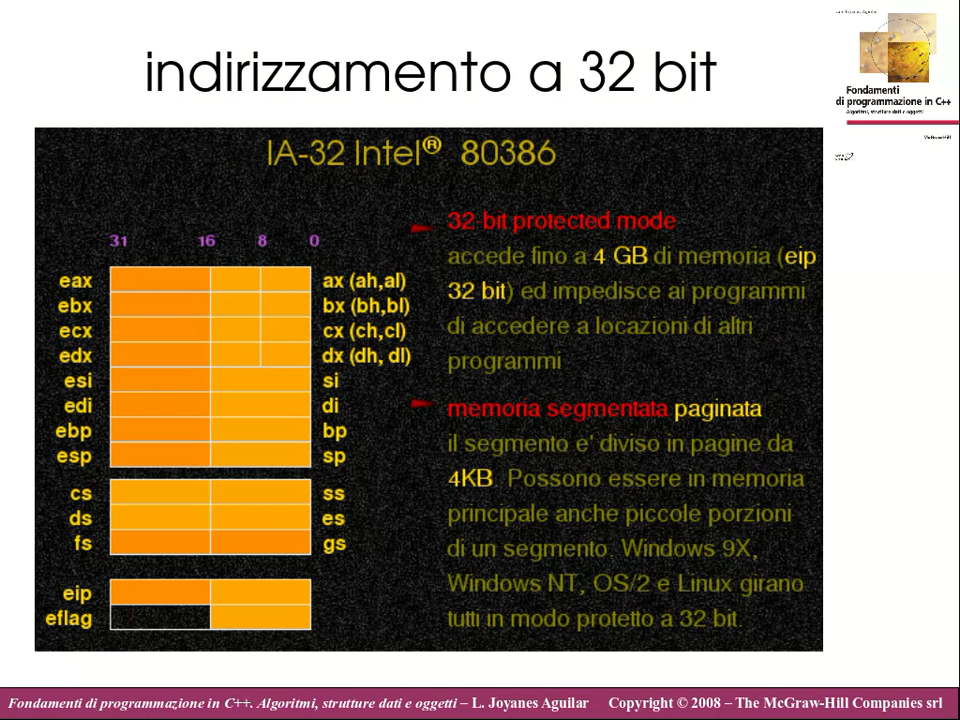 indirizzamento a 32 bit
Fondamenti
di programmazione in C++
Algoritmi, strutture dati e oggetti
McGraw-Hill
IA-32 Intel® 80386
31 16 8 0
eax ax (ah,al)
ebx bx (bh,bl)
ecx cx (ch,cl)
edx dx (dh, dl)
esi si
edi di
ebp bp
esp sp
cs ss
ds es
fs gs
eip
eflag
32-bit protected mode
accede fino a 4 GB di memoria (eip
32 bit) ed impedisce ai programmi
di accedere a locazioni di altri
programmi
memoria segmentata paginata
il segmento e' diviso in pagine da
4KB. Possono essere in memoria
principale anche piccole porzioni
di un segmento. Windows 9X,
Windows NT, OS/2 e Linux girano
tutti in modo protetto a 32 bit.
Fondamenti di programmazione in C++. Algoritmi, strutture dati e oggetti – L. Joyanes Aguilar Copyright © 2008 – The McGraw-Hill Companies srl